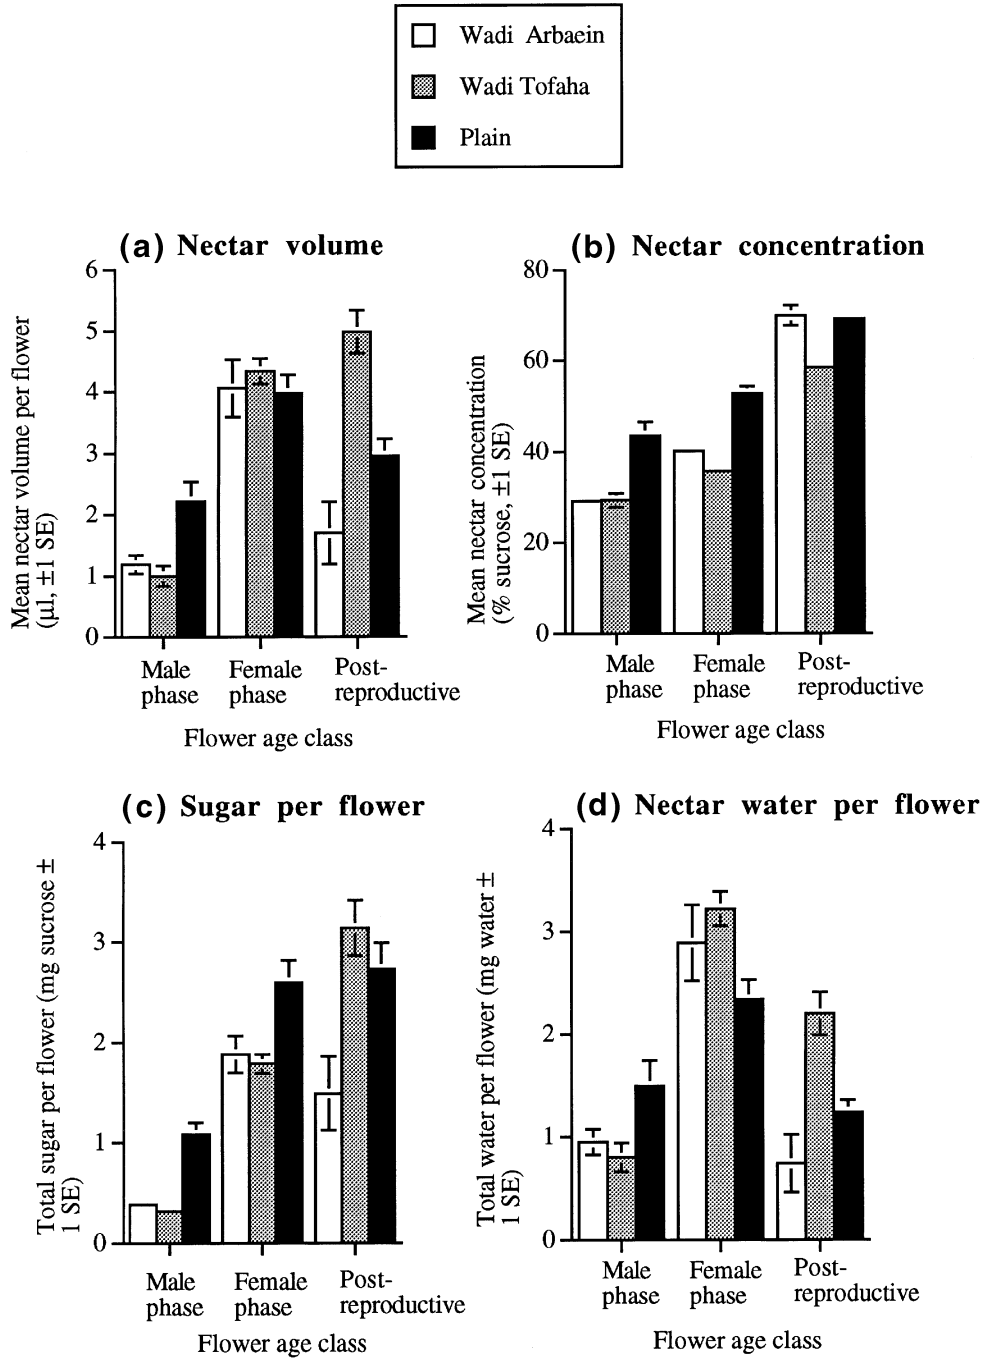 Wadi Arbaein
Wadi Tofaha
Plain
(a) Nectar volume
Mean nectar volume per flower
(µl, ±1 SE)
6
5
4
3
2
1
0
Male
phase
Female
phase
Post-
reproductive
Flower age class
(b) Nectar concentration
Mean nectar concentration
(% sucrose, ±1 SE)
80
60
40
20
0
Male
phase
Female
phase
Post-
reproductive
Flower age class
(c) Sugar per flower
Total sugar per flower (mg sucrose ±
1 SE)
4
3
2
1
0
Male
phase
Female
phase
Post-
reproductive
Flower age class
(d) Nectar water per flower
Total water per flower (mg water ±
1 SE)
4
3
2
1
0
Male
phase
Female
phase
Post-
reproductive
Flower age class